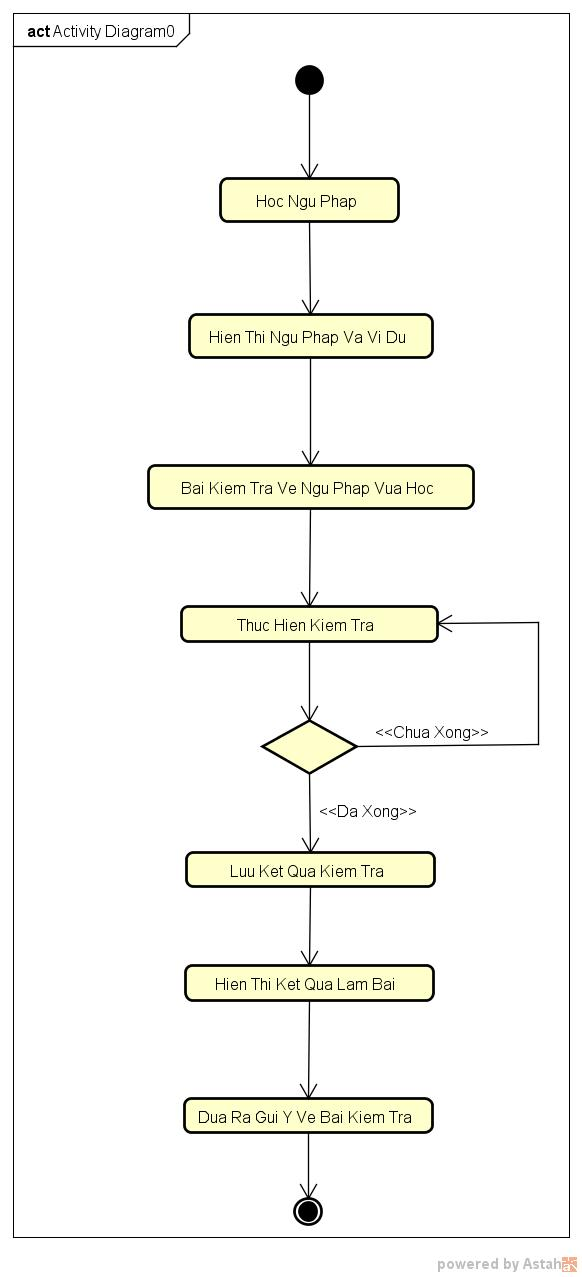 act Activity Diagram0
Hoc Ngu Phap
Hien Thi Ngu Phap Va Vi Du
Bai Kiem Tra Ve Ngu Phap Vua Hoc
Thuc Hien Kiem Tra
<<Chua Xong>>
<<Da Xong>>
Luu Ket Qua Kiem Tra
Hien Thi Ket Qua Lam Bai
Dua Ra Gui Y Ve Bai Kiem Tra
powered by Astah